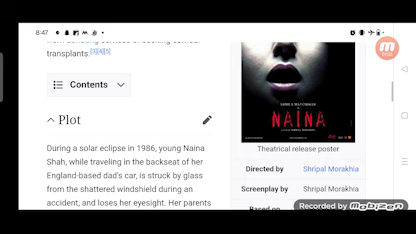 8:47
transplants.[3][4][5]
Contents
Plot
During a solar eclipse in 1986, young Naina
Shah, while traveling in the backseat of her
England-based dad's car, is struck by glass
from the shattered windshield during an
accident, and loses her eyesight. Her parents
NAINA
Theatrical release poster
Directed by Shripal Morakhia
Screenplay by Shripal Morakhia
Based on
Recorded by Mobizen